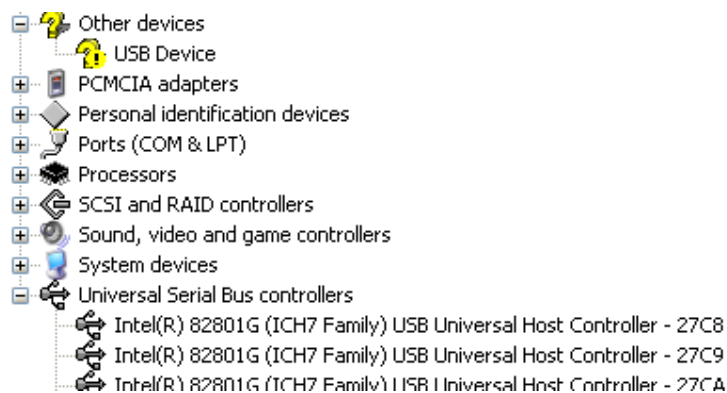 Other devices
USB Device
PCMCIA adapters
Personal identification devices
Ports (COM & LPT)
Processors
SCSI and RAID controllers
Sound, video and game controllers
System devices
Universal Serial Bus controllers
Intel(R) 82801G (ICH7 Family) USB Universal Host Controller - 27C8
Intel(R) 82801G (ICH7 Family) USB Universal Host Controller - 27C9
Intel(R) 82801G (ICH7 Family) USB Universal Host Controller - 27CA